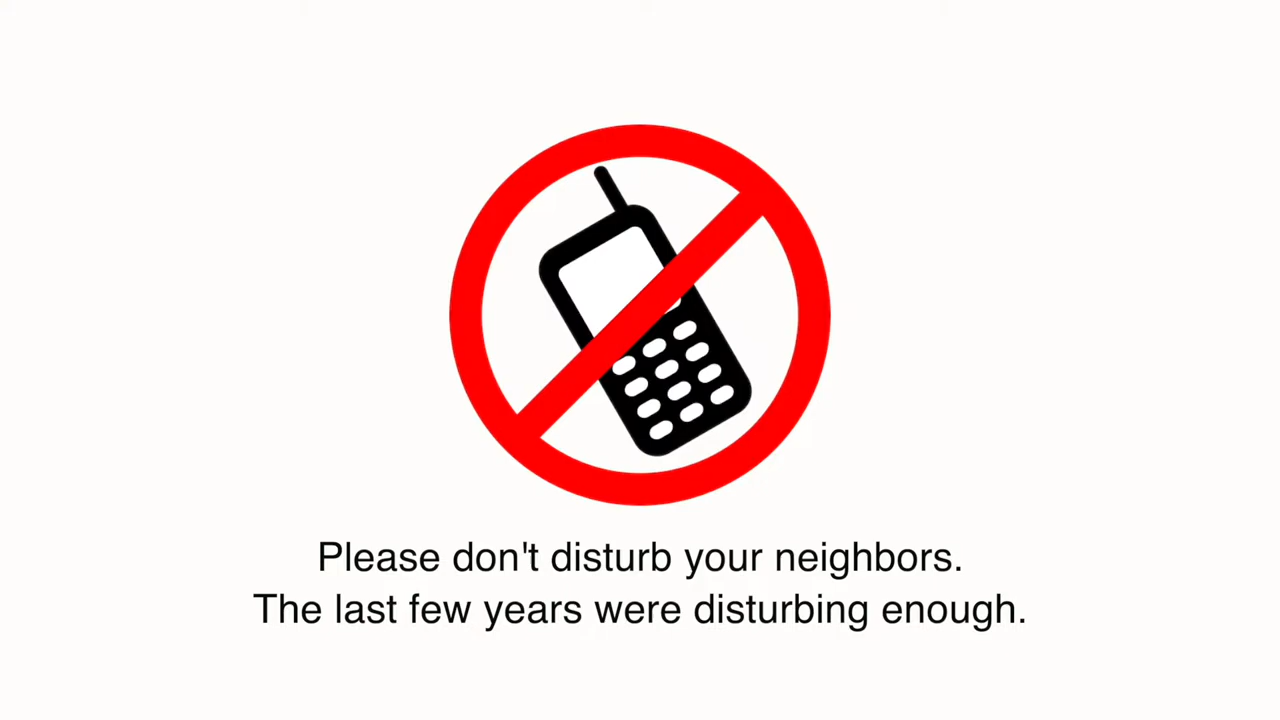 Please don't disturb your neighbors.
The last few years were disturbing enough.